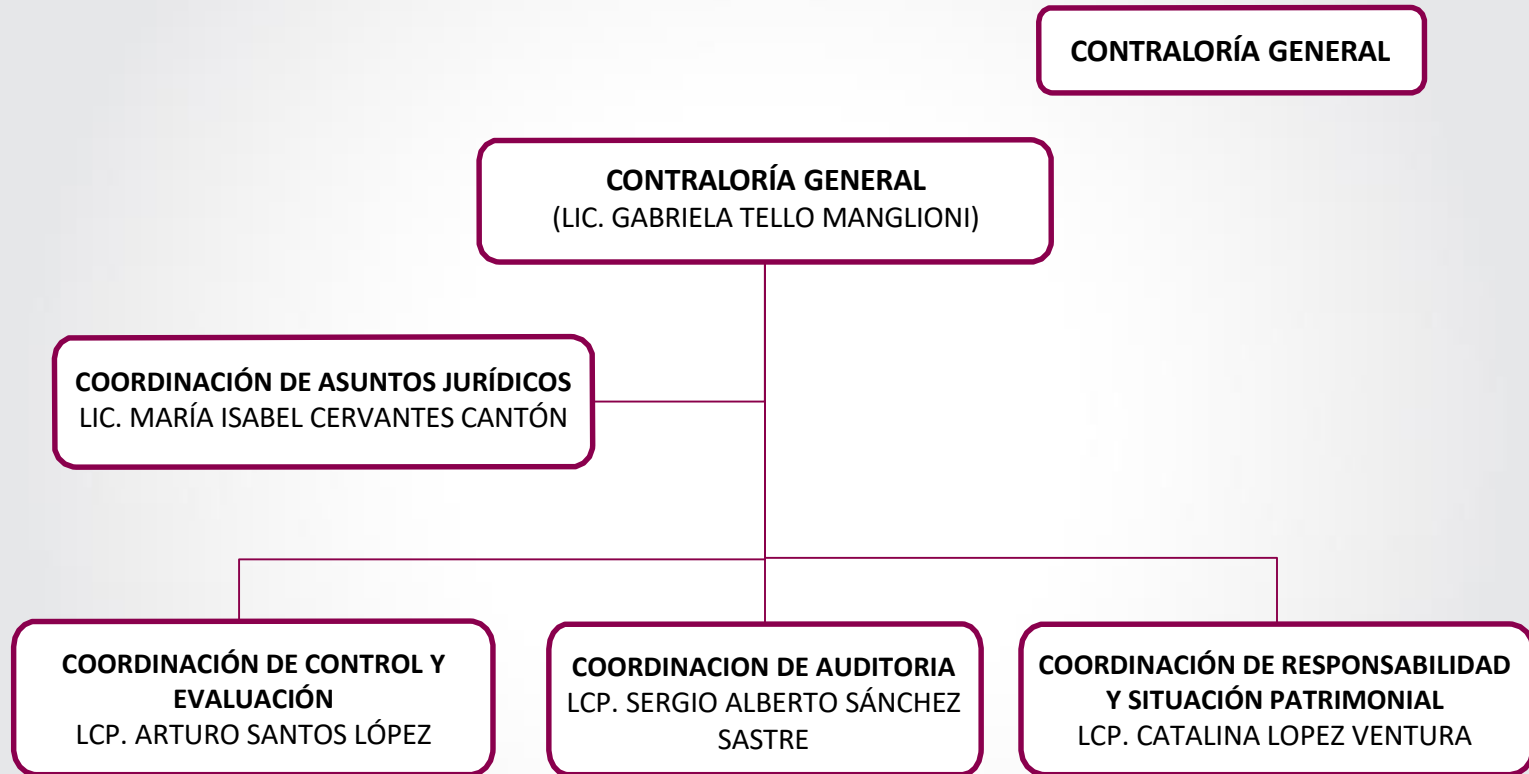 CONTRALORÍA GENERAL
CONTRALORÍA GENERAL
(LIC. GABRIELA TELLO MANGLIONI)
COORDINACIÓN DE ASUNTOS JURÍDICOS
LIC. MARÍA ISABEL CERVANTES CANTÓN
COORDINACIÓN DE CONTROL Y
EVALUACIÓN
LCP. ARTURO SANTOS LÓPEZ
COORDINACION DE AUDITORIA
LCP. SERGIO ALBERTO SÁNCHEZ
SASTRE
COORDINACIÓN DE RESPONSABILIDAD
Y SITUACIÓN PATRIMONIAL
LCP. CATALINA LOPEZ VENTURA